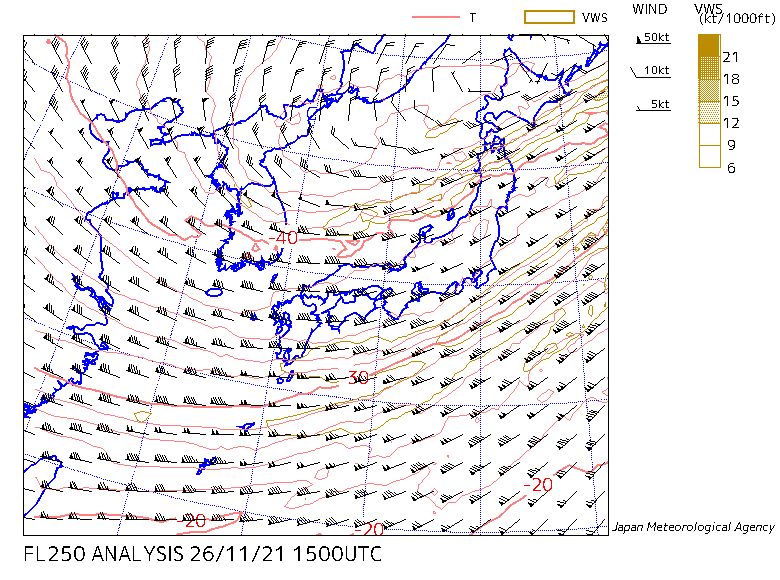 T
VWS
WIND
50kt
10kt
5kt
VWS
(kt/1000ft)
21
18
15
12
9
6
-40
-30
-20
-20
-20
Japan Meteorological Agency
FL250 ANALYSIS 26/11/21 1500UTC